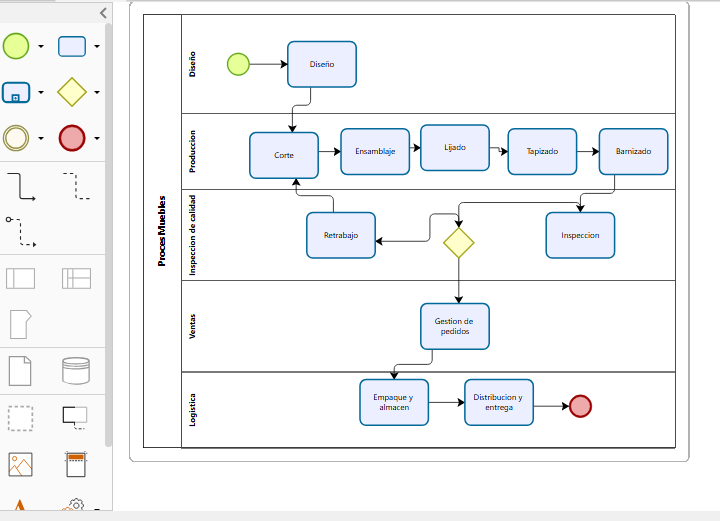 Proces Muebles
Diseño
Diseño
Produccion
Corte
Ensamblaje
Lijado
Tapizado
Barnizado
Inspeccion de calidad
Retrabajo
Inspeccion
Ventas
Gestion de
pedidos
Logistica
Empaque y
almacen
Distribucion y
entrega